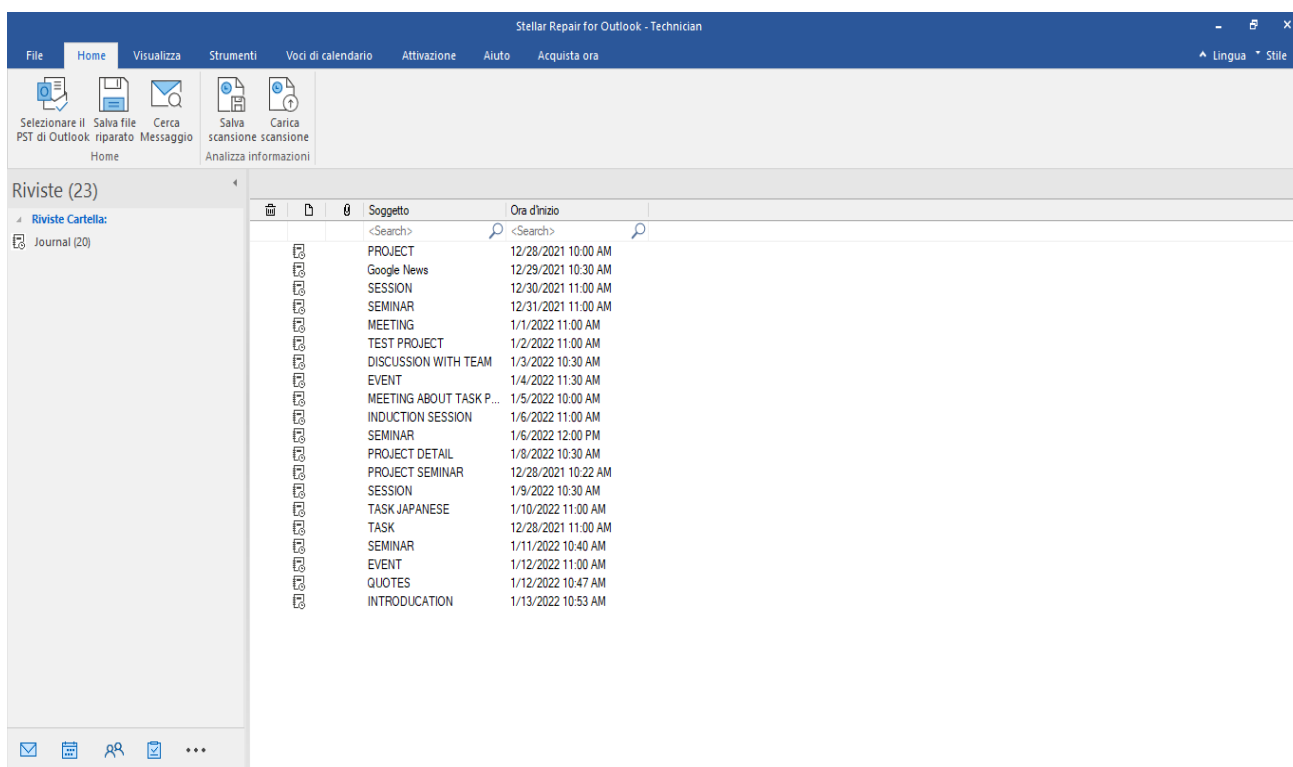 Stellar Repair for Outlook - Technician
File Home Visualizza Strumenti Voci di calendario Attivazione Aiuto Acquista ora Lingua Stile
Selezionare il PST di Outlook
Salva file riparato
Cerca Messaggio
Salva scansione
Carica scansione
Home Analizza informazioni
Riviste (23)
Riviste Cartella:
Journal (20)
Soggetto Ora d'inizio
<Search> <Search>
PROJECT 12/28/2021 10:00 AM
Google News 12/29/2021 10:30 AM
SESSION 12/30/2021 11:00 AM
SEMINAR 12/31/2021 11:00 AM
MEETING 1/1/2022 11:00 AM
TEST PROJECT 1/2/2022 11:00 AM
DISCUSSION WITH TEAM 1/3/2022 10:30 AM
EVENT 1/4/2022 11:30 AM
MEETING ABOUT TASK P... 1/5/2022 10:00 AM
INDUCTION SESSION 1/6/2022 11:00 AM
SEMINAR 1/6/2022 12:00 PM
PROJECT DETAIL 1/8/2022 10:30 AM
PROJECT SEMINAR 12/28/2021 10:22 AM
SESSION 1/9/2022 10:30 AM
TASK JAPANESE 1/10/2022 11:00 AM
TASK 12/28/2021 11:00 AM
SEMINAR 1/11/2022 10:40 AM
EVENT 1/12/2022 11:00 AM
QUOTES 1/12/2022 10:47 AM
INTRODUCATION 1/13/2022 10:53 AM